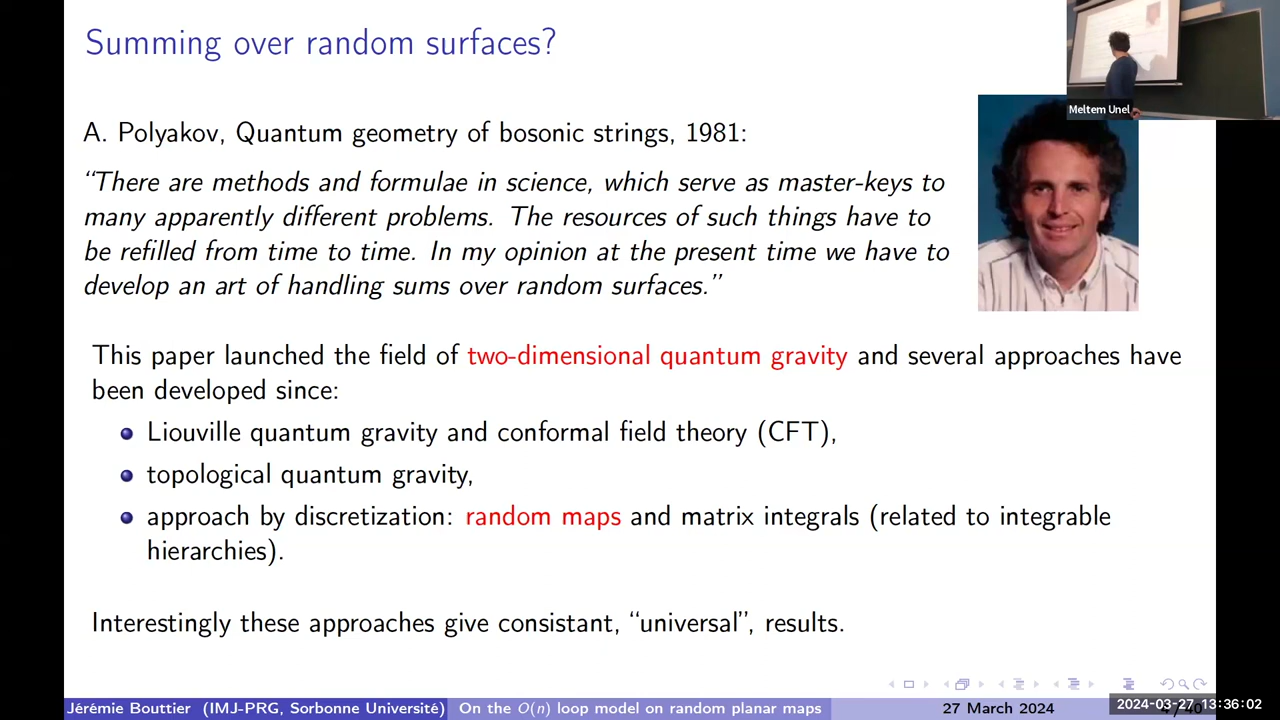 Summing over random surfaces?
Meltem Unel
A. Polyakov, Quantum geometry of bosonic strings, 1981:
“There are methods and formulae in science, which serve as master-keys to
many apparently different problems. The resources of such things have to
be refilled from time to time. In my opinion at the present time we have to
develop an art of handling sums over random surfaces.”
This paper launched the field of two-dimensional quantum gravity and several approaches have
been developed since:
Liouville quantum gravity and conformal field theory (CFT),
topological quantum gravity,
approach by discretization: random maps and matrix integrals (related to integrable
hierarchies).
Interestingly these approaches give consistant, “universal”, results.
Jérémie Bouttier (IMJ-PRG, Sorbonne Université) On the O(n) loop model on random planar maps 27 March 2024
2024-03-27 13:36:02